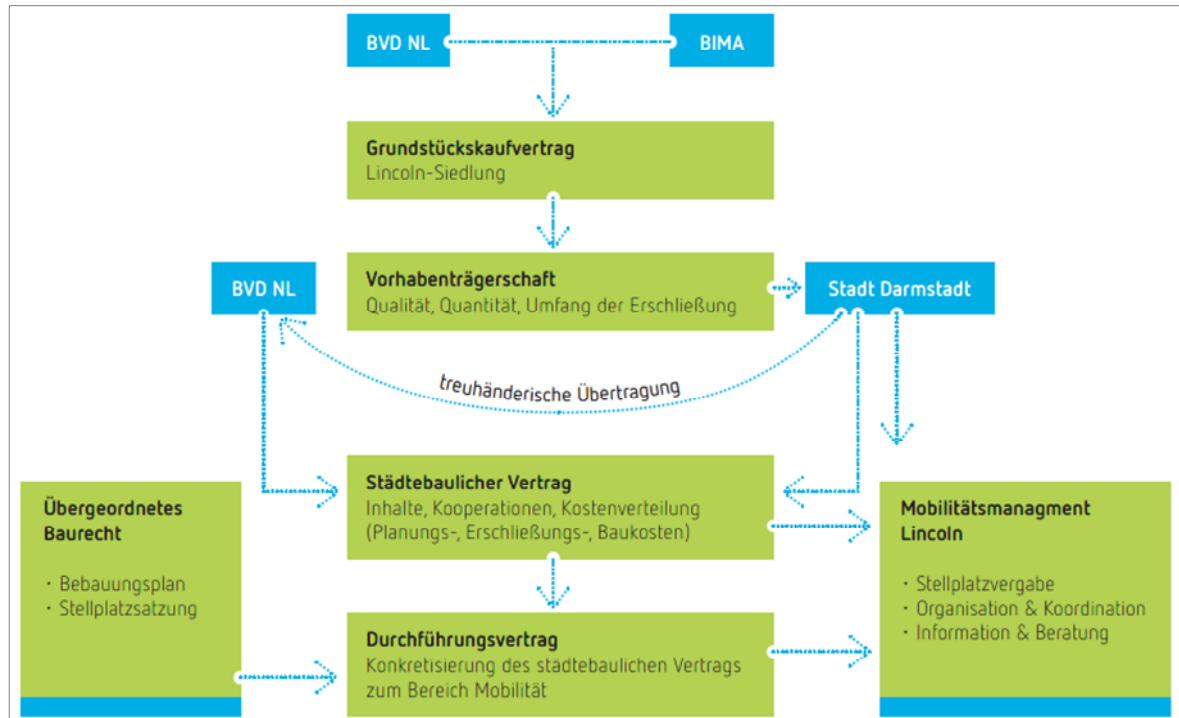 BVD NL
BIMA
Grundstückskaufvertrag
Lincoln-Siedlung
BVD NL
Vorhabenträgerschaft
Qualität, Quantität, Umfang der Erschließung
Stadt Darmstadt
treuhänderische Übertragung
Übergeordnetes
Baurecht
· Bebauungsplan
· Stellplatzsatzung
Städtebaulicher Vertrag
Inhalte, Kooperationen, Kostenverteilung
(Planungs-, Erschließungs-, Baukosten)
Durchführungsvertrag
Konkretisierung des städtebaulichen Vertrags
zum Bereich Mobilität
Mobilitätsmanagment
Lincoln
· Stellplatzvergabe
· Organisation & Koordination
· Information & Beratung